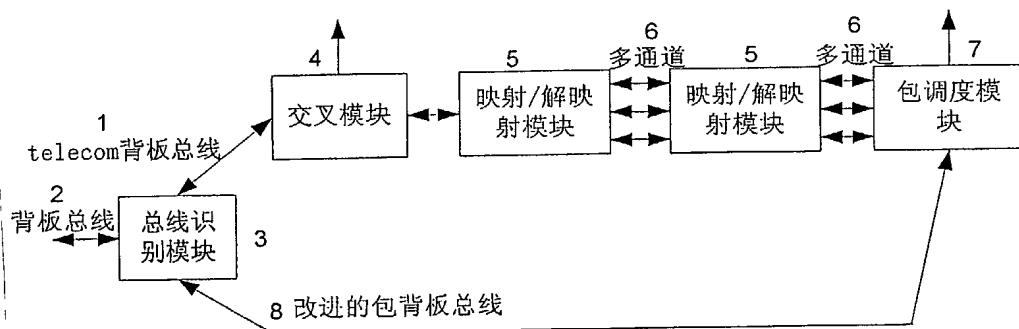 6
6
4
5
多通道
5
多通道
7
交叉模块
映射/解映
射模块
映射/解映
射模块
包调度模
块
1
telecom背板总线
2
背板总线
总线识
别模块
3
8 改进的包背板总线